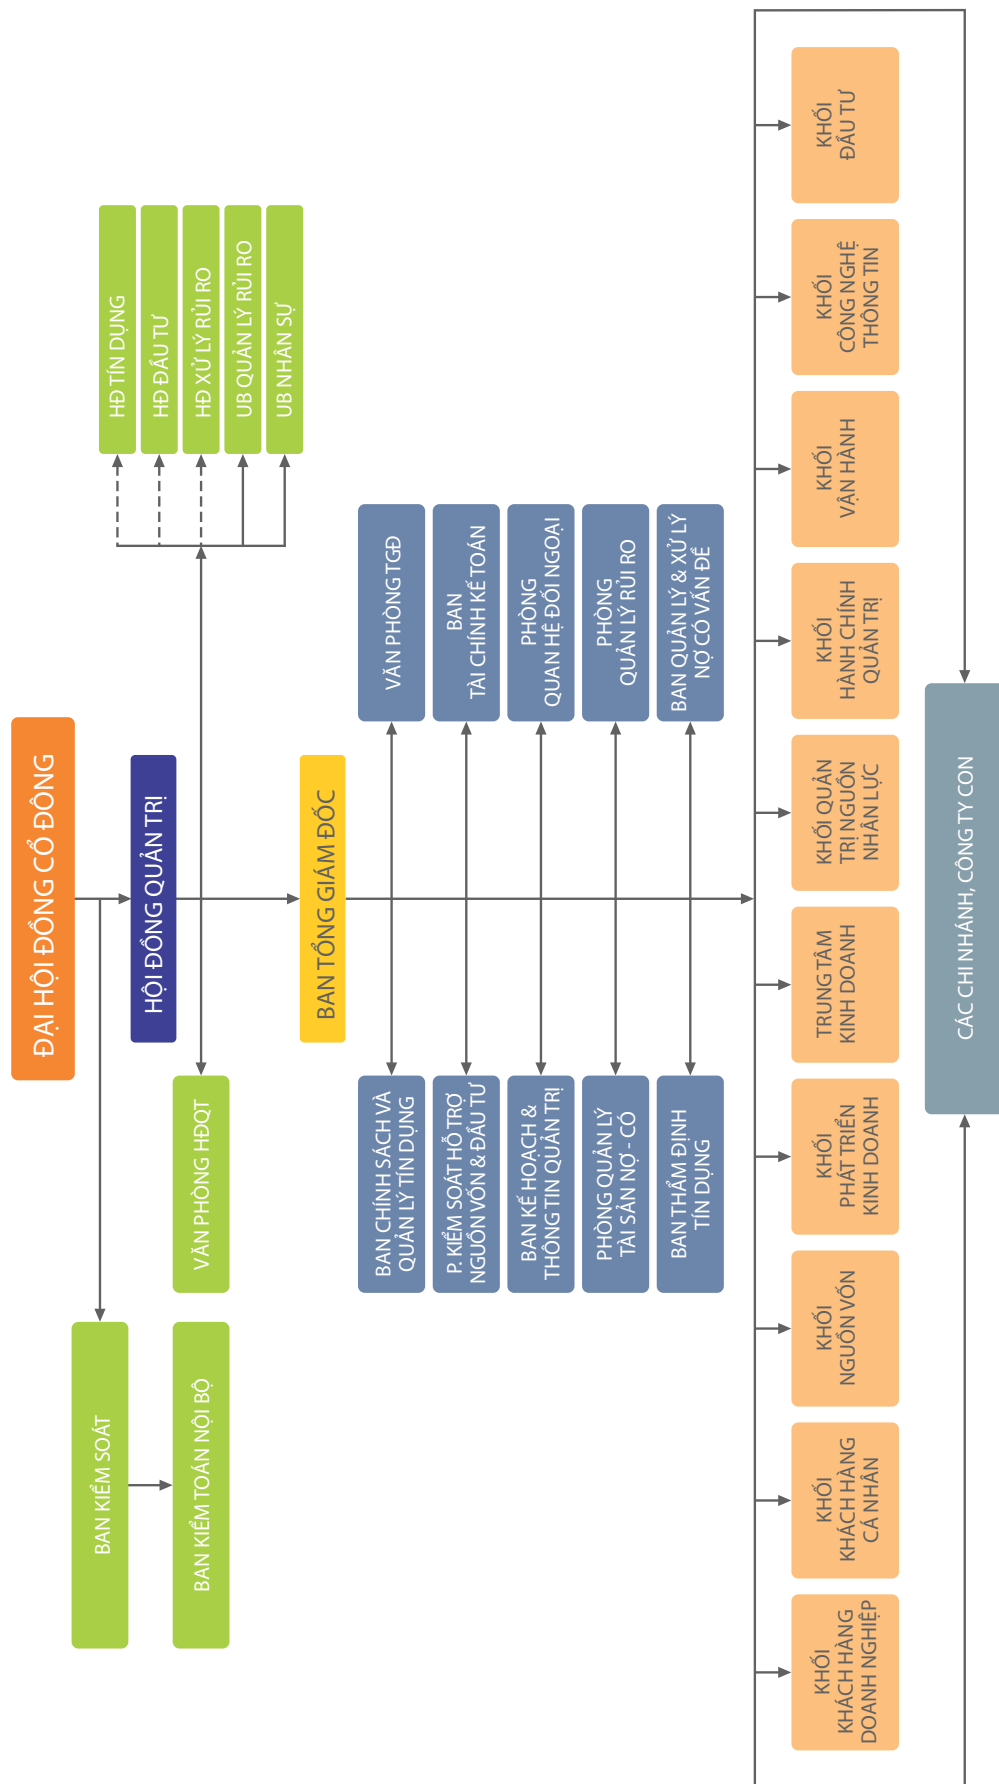 ĐẠI HỘI ĐỒNG CỔ ĐÔNG
BAN KIỂM SOÁT
HỘI ĐỒNG QUẢN TRỊ
BAN KIỂM TOÁN NỘI BỘ
VĂN PHÒNG HĐQT
HĐ TÍN DỤNG
HĐ ĐẦU TƯ
HĐ XỬ LÝ RỦI RO
UB QUẢN LÝ RỦI RO
UB NHÂN SỰ
BAN TỔNG GIÁM ĐỐC
BAN CHÍNH SÁCH VÀ
QUẢN LÝ TÍN DỤNG
VĂN PHÒNG TGĐ
P. KIỂM SOÁT HỖ TRỢ
NGUỒN VỐN & ĐẦU TƯ
BAN
TÀI CHÍNH KẾ TOÁN
BAN KẾ HOẠCH &
THÔNG TIN QUẢN TRỊ
PHÒNG
QUAN HỆ ĐỐI NGOẠI
PHÒNG QUẢN LÝ
TÀI SẢN NỢ - CÓ
PHÒNG
QUẢN LÝ RỦI RO
BAN THẨM ĐỊNH
TÍN DỤNG
BAN QUẢN LÝ & XỬ LÝ
NỢ CÓ VẤN ĐỀ
KHỐI
KHÁCH HÀNG
DOANH NGHIỆP
KHỐI
KHÁCH HÀNG
CÁ NHÂN
KHỐI
NGUỒN VỐN
KHỐI
PHÁT TRIỂN
KINH DOANH
TRUNG TÂM
KINH DOANH
KHỐI QUẢN
TRỊ NGUỒN
NHÂN LỰC
KHỐI
HÀNH CHÍNH
QUẢN TRỊ
KHỐI
VẬN HÀNH
KHỐI
CÔNG NGHỆ
THÔNG TIN
KHỐI
ĐẦU TƯ
CÁC CHI NHÁNH, CÔNG TY CON